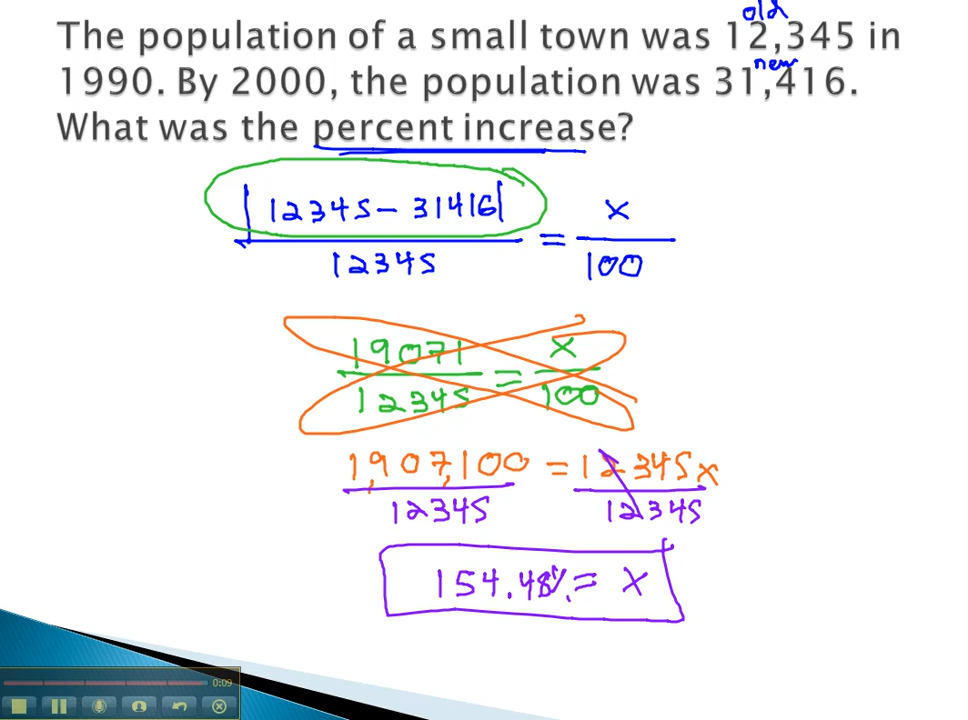 old
The population of a small town was 12,345 in
new
1990. By 2000, the population was 31,416.
What was the percent increase?
|12345 - 31416| / 12345 = x / 100
19071 / 12345 = x / 100
1,907,100 / 12345 = 12345x / 12345
154.48% = x
0:09